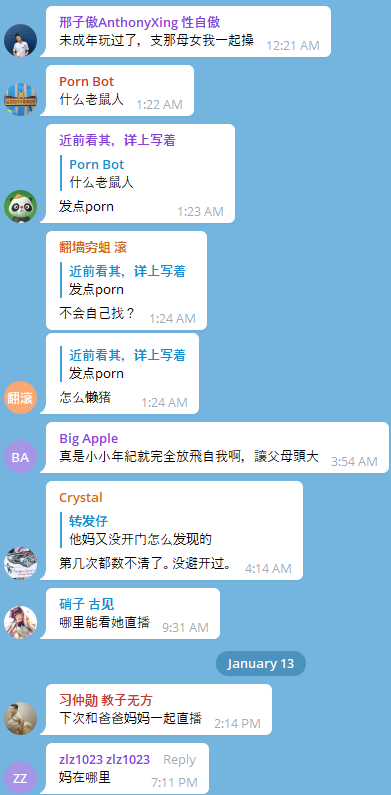 邢子傲AnthonyXing 性自傲
未成年玩过了，支那母女我一起操
12:21 AM
Porn Bot
什么老鼠人
1:22 AM
近前看其，详上写着
Porn Bot
什么老鼠人
发点porn
1:23 AM
翻墙穷蛆 滚
近前看其，详上写着
发点porn
不会自己找？
1:24 AM
近前看其，详上写着
发点porn
翻滚
怎么懒猪
1:24 AM
Big Apple
BA
真是小小年紀就完全放飛自我啊，讓父母頭大
3:54 AM
Crystal
转发仔
他妈又没开门怎么发现的
第几次都数不清了。没避开过。
4:14 AM
硝子 古见
哪里能看她直播
9:31 AM
January 13
习仲勋 教子无方
下次和爸爸妈妈一起直播
2:14 PM
zlz1023 zlz1023 Reply
ZZ
妈在哪里
7:11 PM